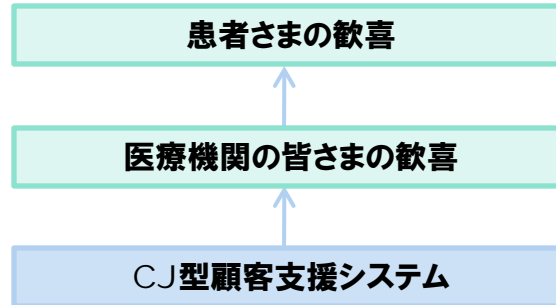 患者さまの歓喜
医療機関の皆さまの歓喜
CJ型顧客支援システム